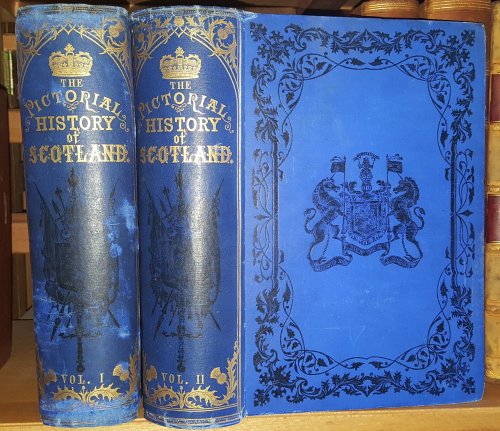 THE
PICTORIAL
HISTORY
of
SCOTLAND.
VOL. I
THE
PICTORIAL
HISTORY
of
SCOTLAND.
VOL. II